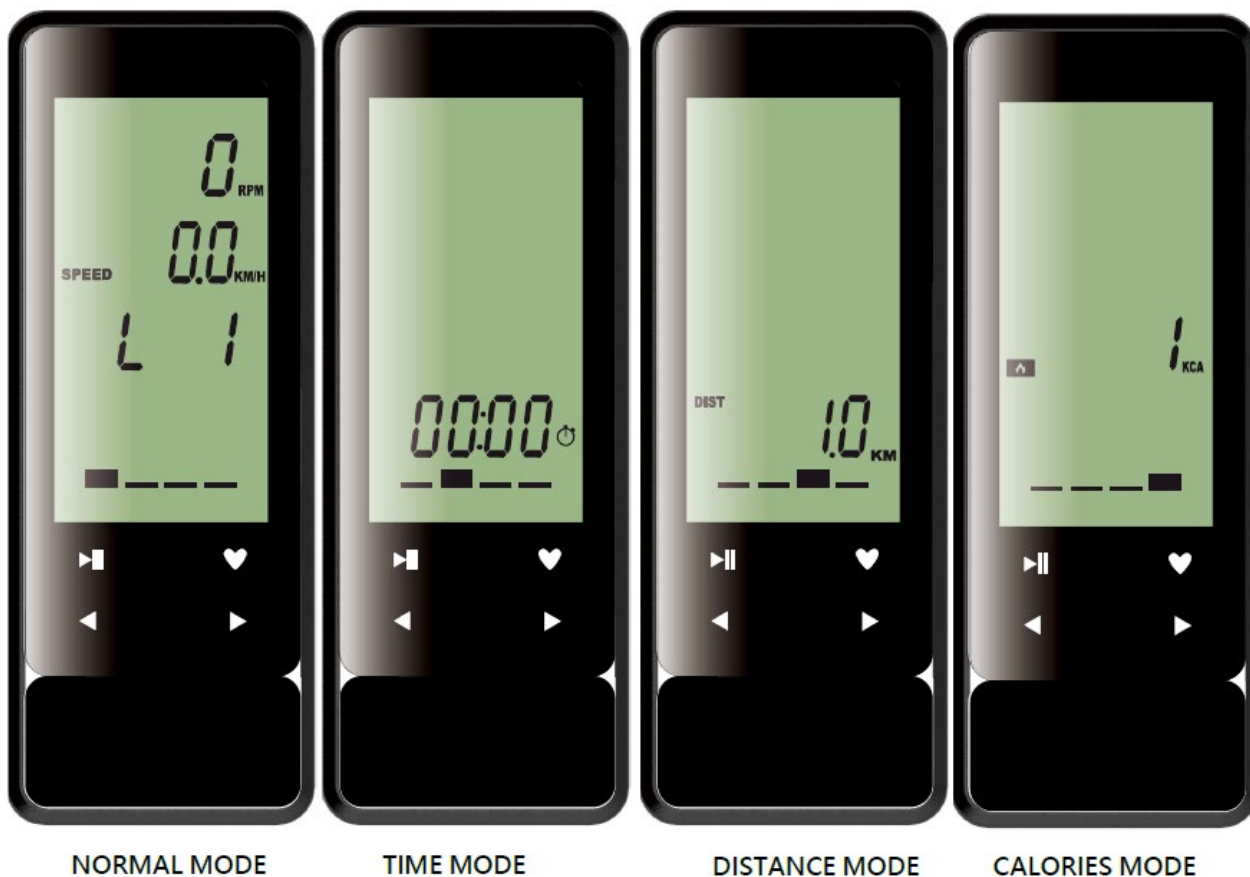 0 RPM
SPEED 0.0 KM/H
L 1
00:00
DIST 1.0 KM
1 KCA
NORMAL MODE
TIME MODE
DISTANCE MODE
CALORIES MODE